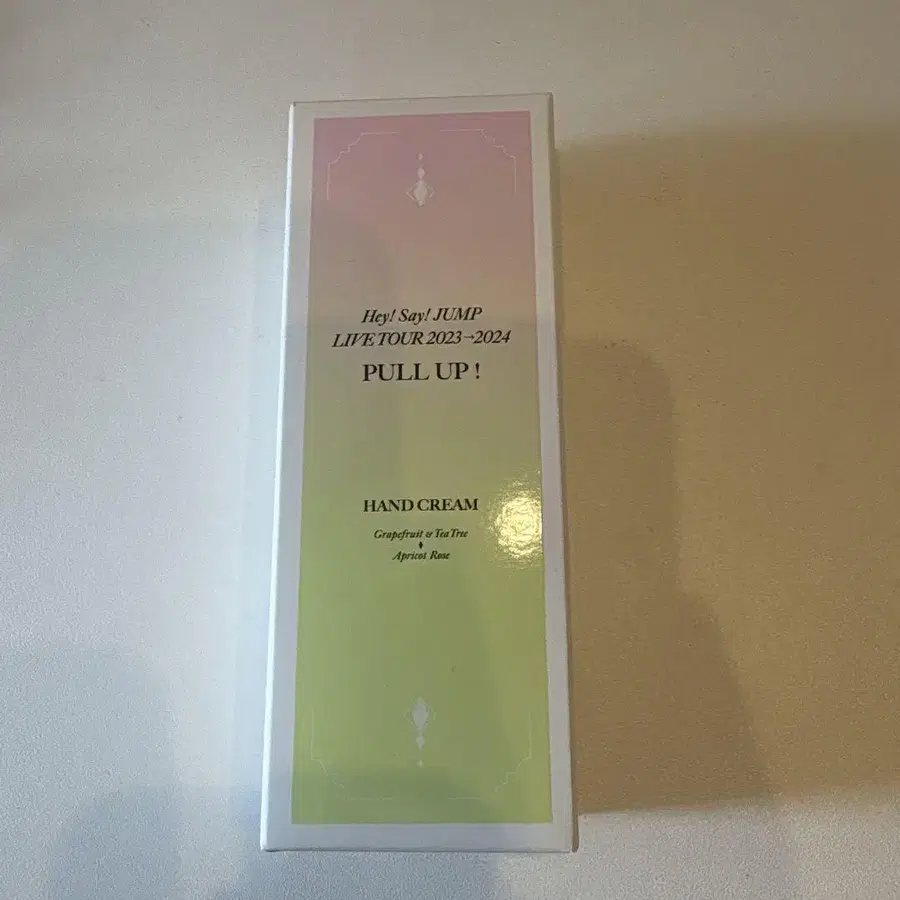 Hey! Say! JUMP
LIVE TOUR 2023→2024
PULL UP !
HAND CREAM
Grapefruit & Tea Tree
Apricot Rose